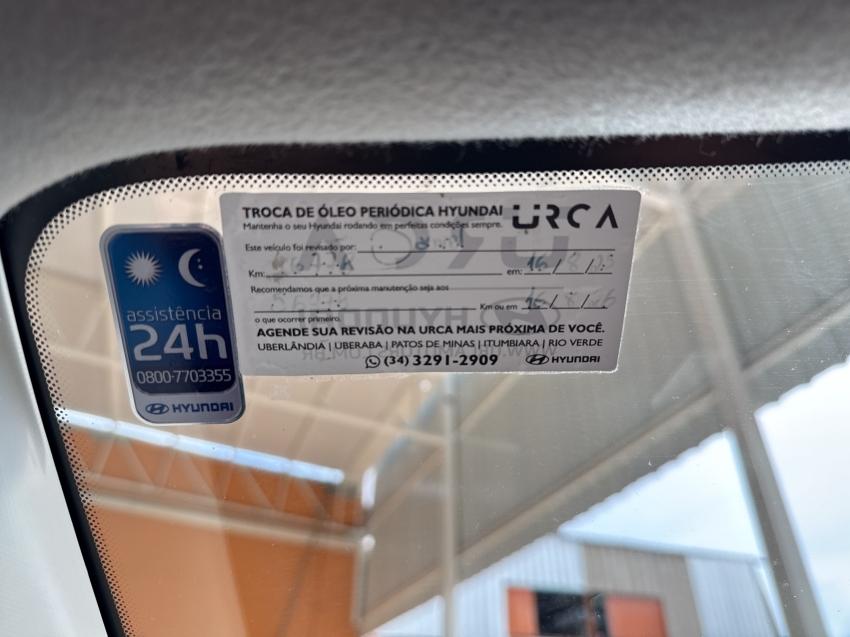 TROCA DE ÓLEO PERIÓDICA HYUNDAI URCA
Mantenha o seu Hyundai rodando em perfeitas condições sempre.
Este veículo foi revisado por:
Km: em: 16/8/
Recomendamos que a próxima manutenção seja aos
Km ou em / /
o que ocorrer primeiro.
AGENDE SUA REVISÃO NA URCA MAIS PRÓXIMA DE VOCÊ.
UBERLÂNDIA | UBERABA | PATOS DE MINAS | ITUMBIARA | RIO VERDE
(34) 3291-2909 HYUNDAI
assistência
24h
0800-7703355
HYUNDAI